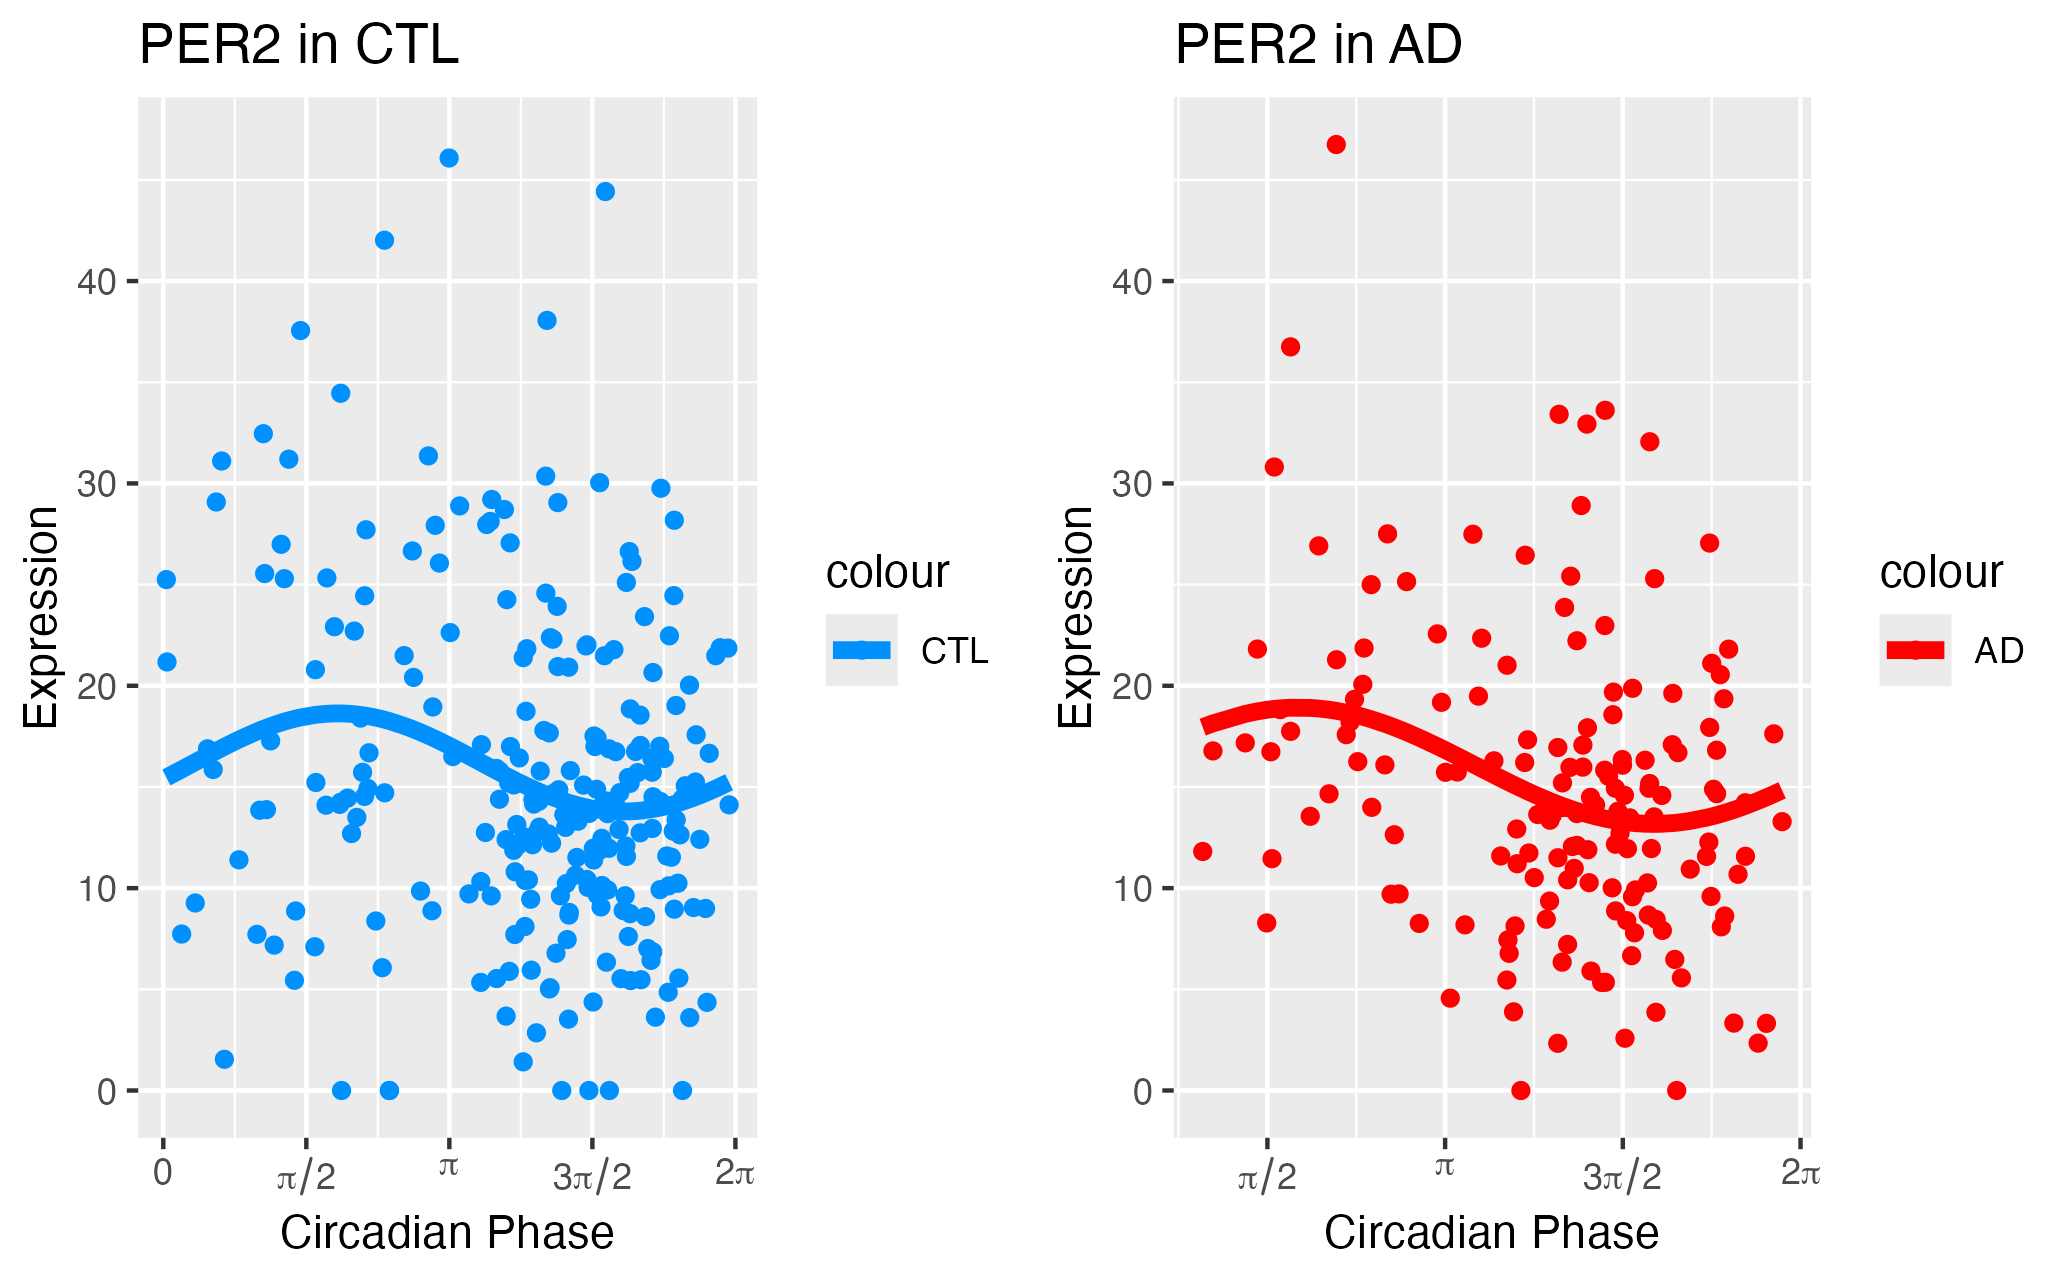 PER2 in CTL
Expression
40
30
20
10
0
0 π/2 π 3π/2 2π
Circadian Phase
colour
CTL
PER2 in AD
Expression
40
30
20
10
0
π/2 π 3π/2 2π
Circadian Phase
colour
AD